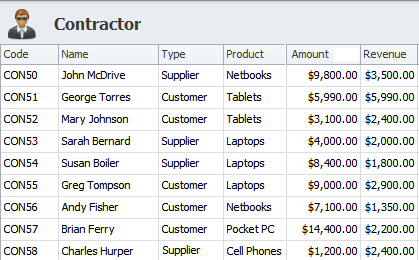 Contractor
Code Name Type Product Amount Revenue
CON50 John McDrive Supplier Netbooks $9,800.00 $3,500.00
CON51 George Torres Customer Tablets $5,990.00 $5,990.00
CON52 Mary Johnson Customer Tablets $3,100.00 $2,400.00
CON53 Sarah Bernard Supplier Laptops $4,000.00 $2,000.00
CON54 Susan Boiler Supplier Laptops $8,400.00 $1,800.00
CON55 Greg Tompson Customer Laptops $9,000.00 $2,900.00
CON56 Andy Fisher Customer Netbooks $7,100.00 $1,350.00
CON57 Brian Ferry Customer Pocket PC $14,400.00 $2,200.00
CON58 Charles Hurper Supplier Cell Phones $1,200.00 $2,400.00